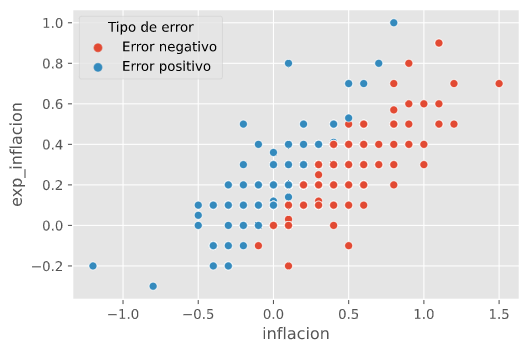 Tipo de error
Error negativo
Error positivo
1.0
0.8
0.6
0.4
0.2
0.0
−0.2
exp_inflacion
−1.0 −0.5 0.0 0.5 1.0 1.5
inflacion